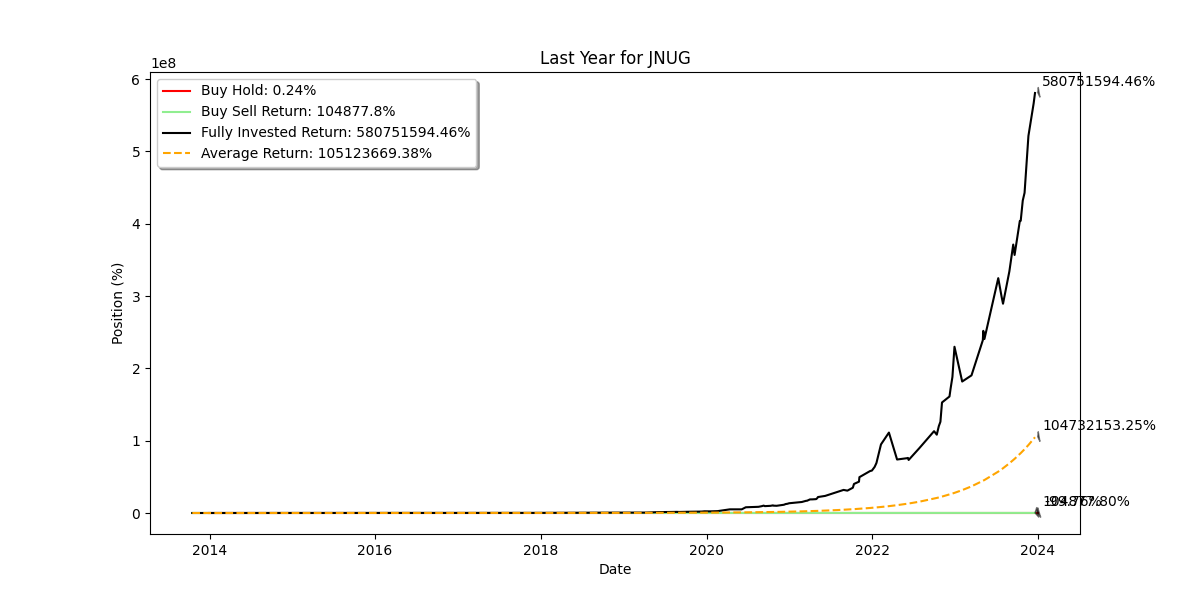 Last Year for JNUG
1e8
Buy Hold: 0.24%
Buy Sell Return: 104877.8%
Fully Invested Return: 580751594.46%
Average Return: 105123669.38%
580751594.46%
104732153.25%
104877.80%
-99.76%
Position (%)
6
5
4
3
2
1
0
2014
2016
2018
2020
2022
2024
Date